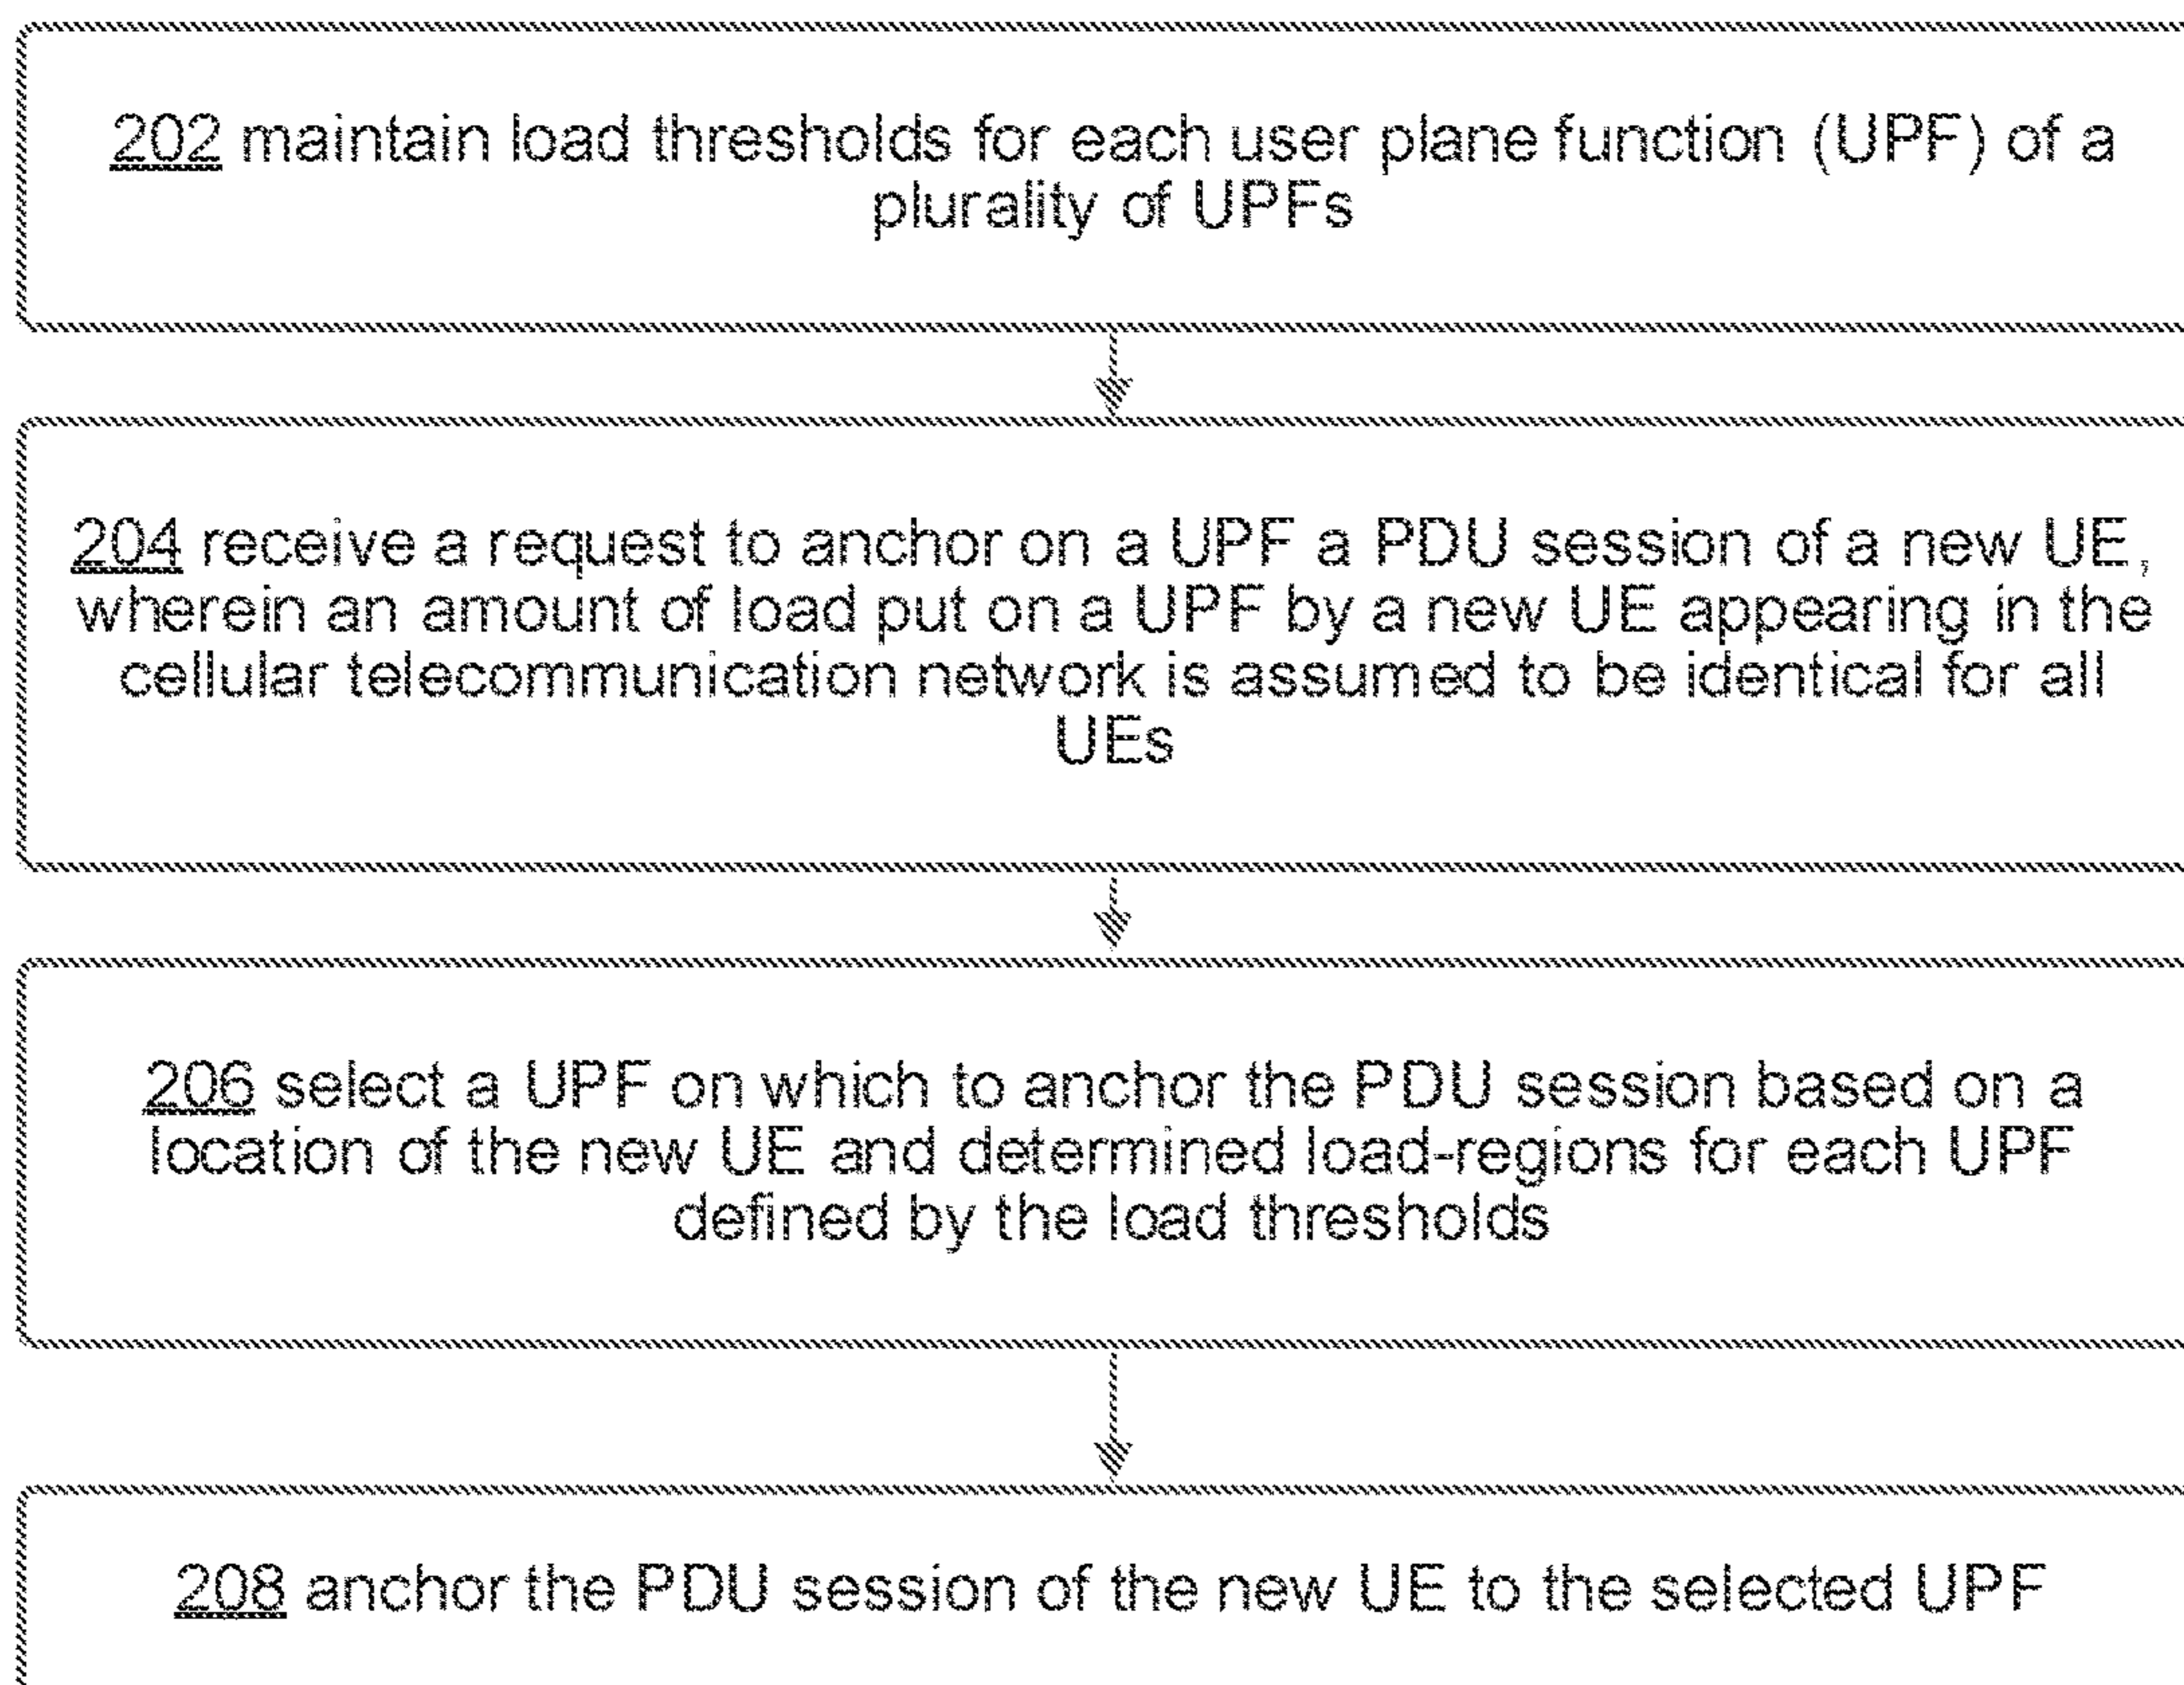 202 maintain load thresholds for each user plane function (UPF) of a
plurality of UPFs
204 receive a request to anchor on a UPF a PDU session of a new UE,
wherein an amount of load put on a UPF by a new UE appearing in the
cellular telecommunication network is assumed to be identical for all
UEs
206 select a UPF on which to anchor the PDU session based on a
location of the new UE and determined load-regions for each UPF
defined by the load thresholds
208 anchor the PDU session of the new UE to the selected UPF